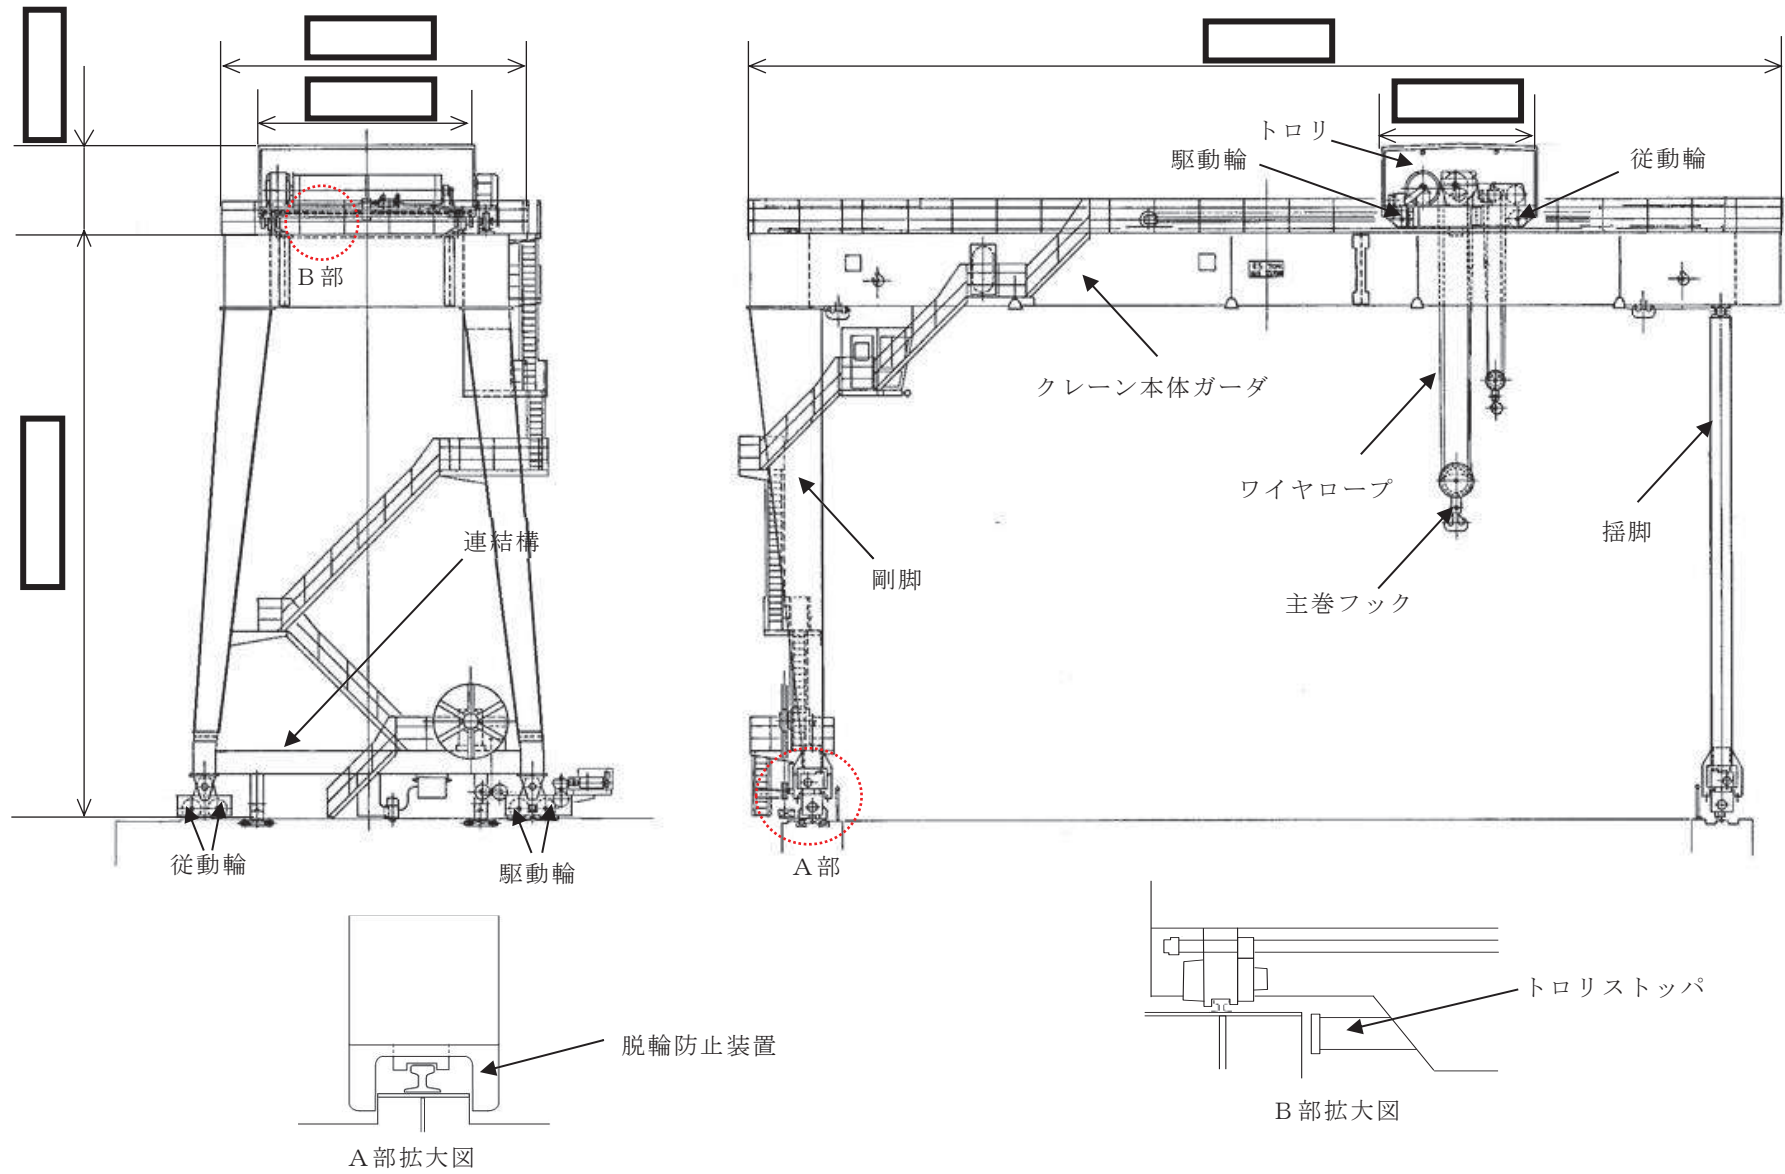 トロリ
駆動輪
従動輪
B部
クレーン本体ガーダ
ワイヤロープ
連結構
剛脚
揺脚
主巻フック
従動輪
駆動輪
A部
トロリストッパ
脱輪防止装置
B部拡大図
A部拡大図